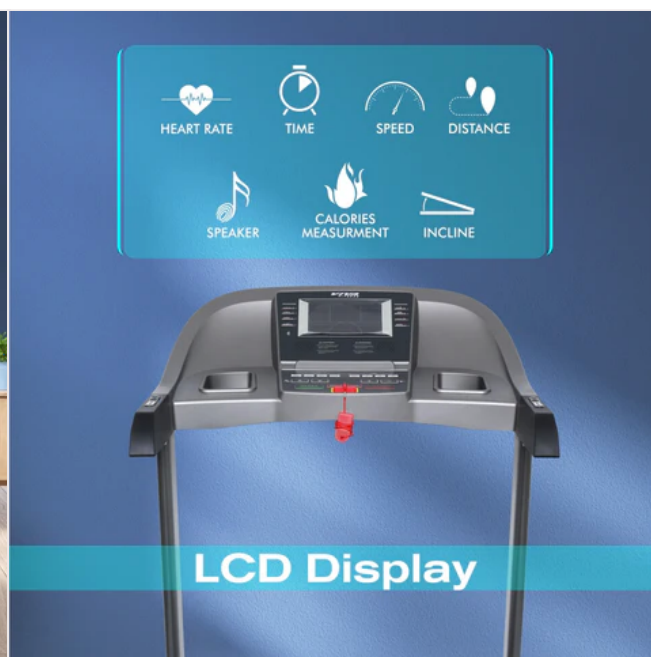 HEART RATE
TIME
SPEED
DISTANCE
SPEAKER
CALORIES
MEASURMENT
INCLINE
LCD Display